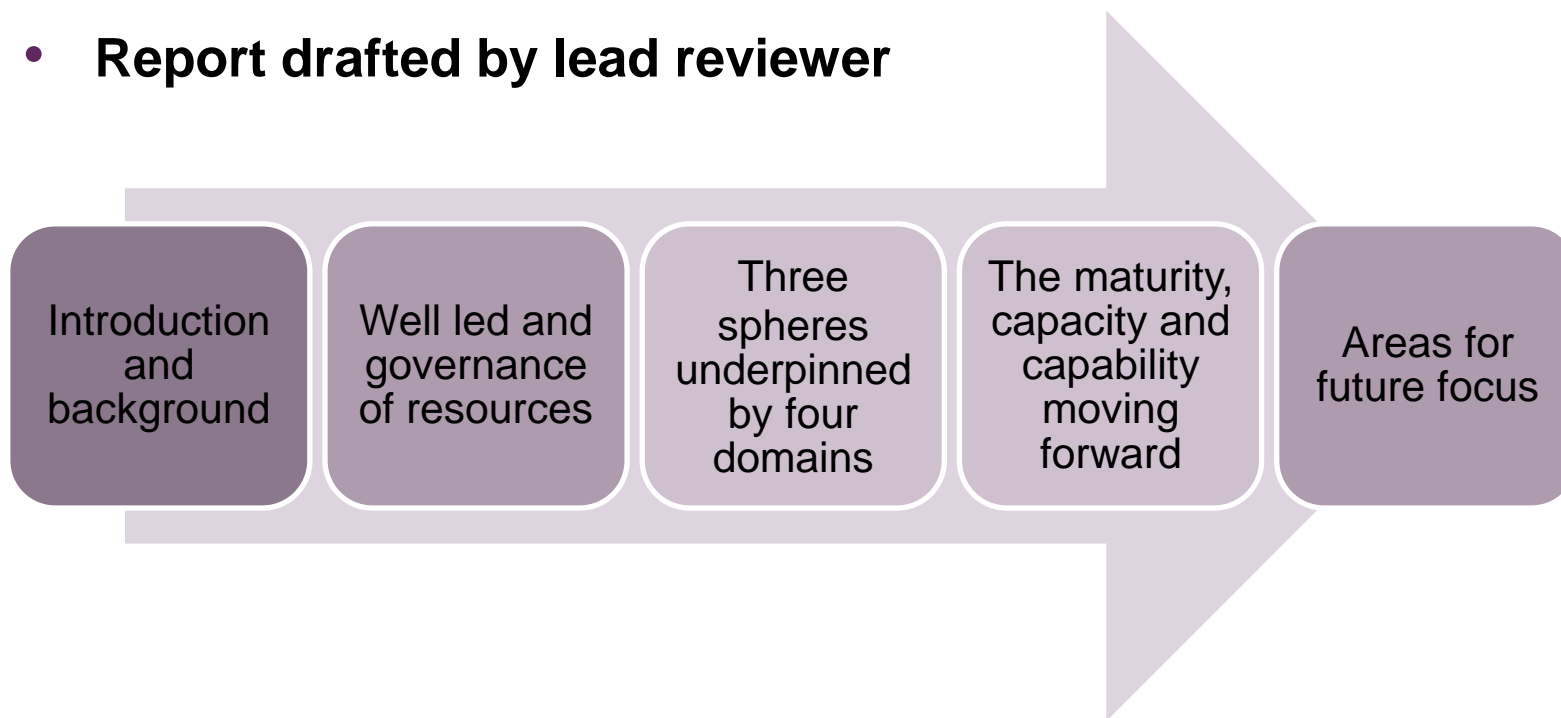 • Report drafted by lead reviewer
Introduction
and
background
Well led and
governance
of resources
Three
spheres
underpinned
by four
domains
The maturity,
capacity and
capability
moving
forward
Areas for
future focus